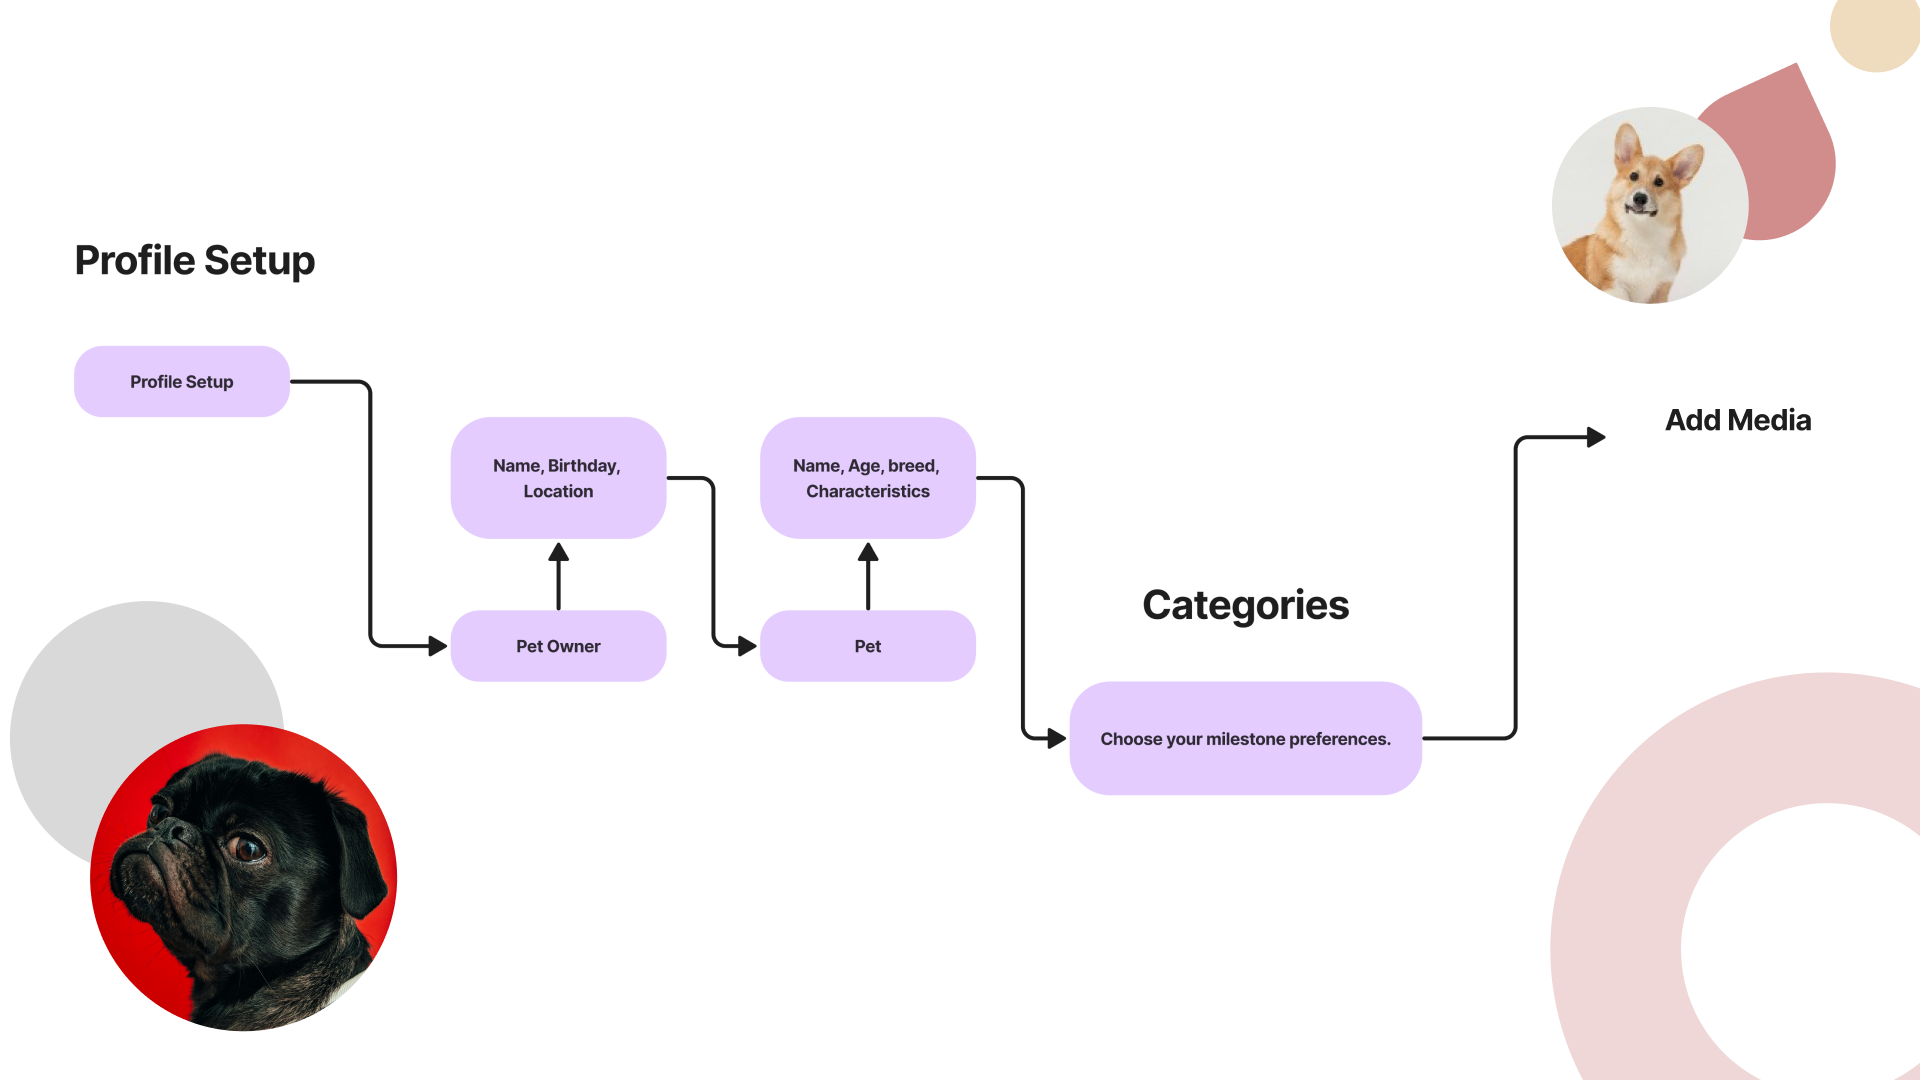 Profile Setup
Profile Setup
Name, Birthday,
Location
Pet Owner
Name, Age, breed,
Characteristics
Pet
Categories
Choose your milestone preferences.
Add Media